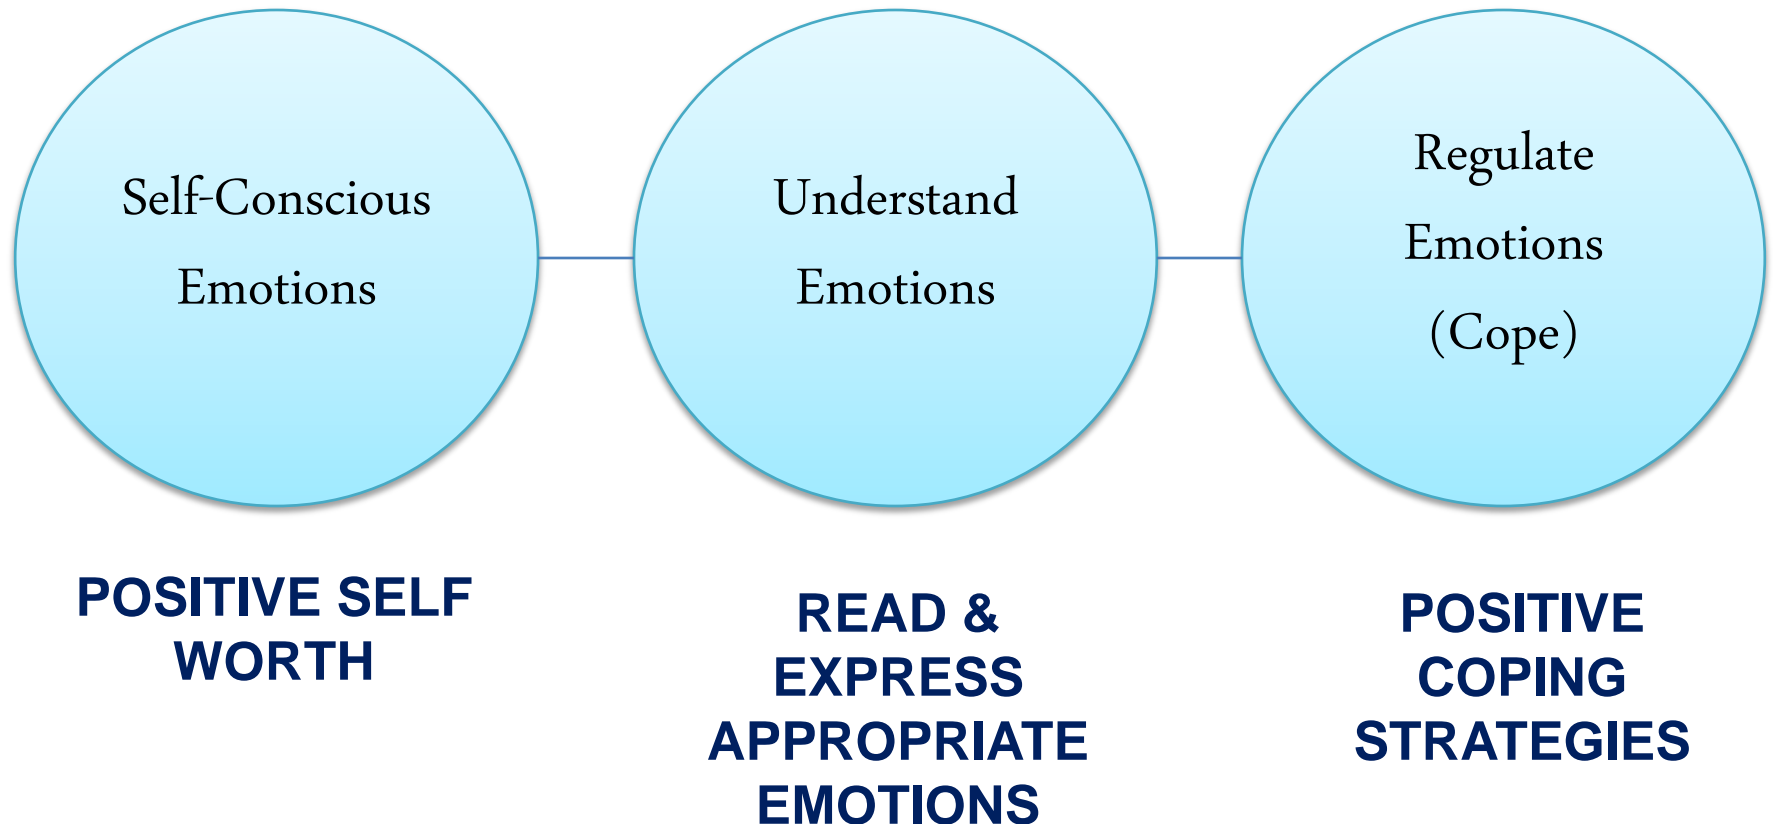 Self-Conscious
Emotions
Understand
Emotions
Regulate
Emotions
(Cope)
POSITIVE SELF
WORTH
READ &
EXPRESS
APPROPRIATE
EMOTIONS
POSITIVE
COPING
STRATEGIES